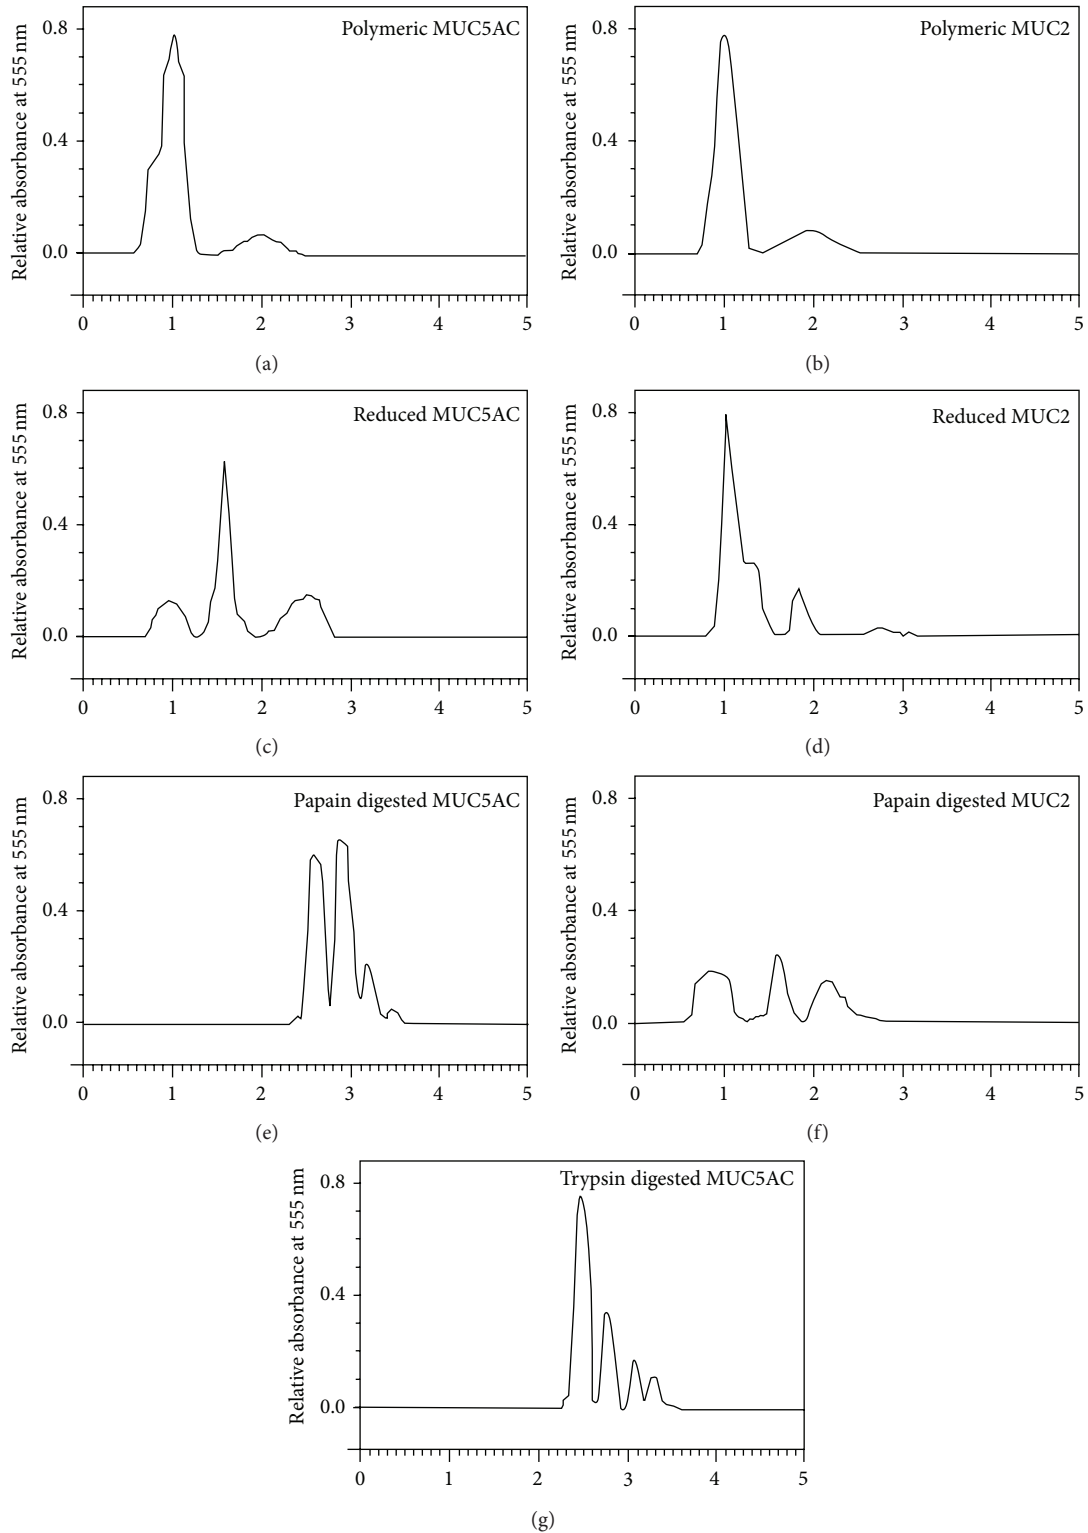 Polymeric MUC5AC
Relative absorbance at 555 nm
0.8
0.4
0.0
0 1 2 3 4 5
(a)
Polymeric MUC2
Relative absorbance at 555 nm
0.8
0.4
0.0
0 1 2 3 4 5
(b)
Reduced MUC5AC
Relative absorbance at 555 nm
0.8
0.4
0.0
0 1 2 3 4 5
(c)
Reduced MUC2
Relative absorbance at 555 nm
0.8
0.4
0.0
0 1 2 3 4 5
(d)
Papain digested MUC5AC
Relative absorbance at 555 nm
0.8
0.4
0.0
0 1 2 3 4 5
(e)
Papain digested MUC2
Relative absorbance at 555 nm
0.8
0.4
0.0
0 1 2 3 4 5
(f)
Trypsin digested MUC5AC
Relative absorbance at 555 nm
0.8
0.4
0.0
0 1 2 3 4 5
(g)